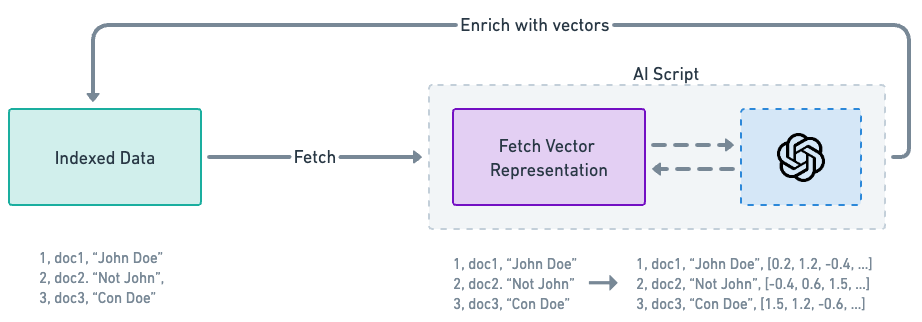 Enrich with vectors
AI Script
Indexed Data
Fetch
Fetch Vector
Representation
1, doc1, “John Doe”
2, doc2. “Not John”,
3, doc3, “Con Doe”
1, doc1, “John Doe”
2, doc2. “Not John”
3, doc3, “Con Doe”
1, doc1, “John Doe”, [0.2, 1.2, -0.4, ...]
2, doc2, “Not John”, [-0.4, 0.6, 1.5, ...]
3, doc3, “Con Doe”, [1.5, 1.2, -0.6, ...]